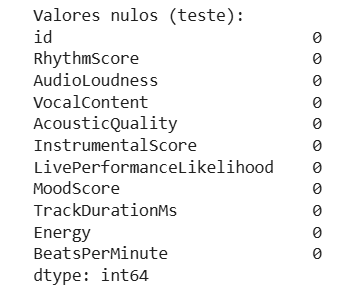 Valores nulos (teste):
id 0
RhythmScore 0
AudioLoudness 0
VocalContent 0
AcousticQuality 0
InstrumentalScore 0
LivePerformanceLikelihood 0
MoodScore 0
TrackDurationMs 0
Energy 0
BeatsPerMinute 0
dtype: int64